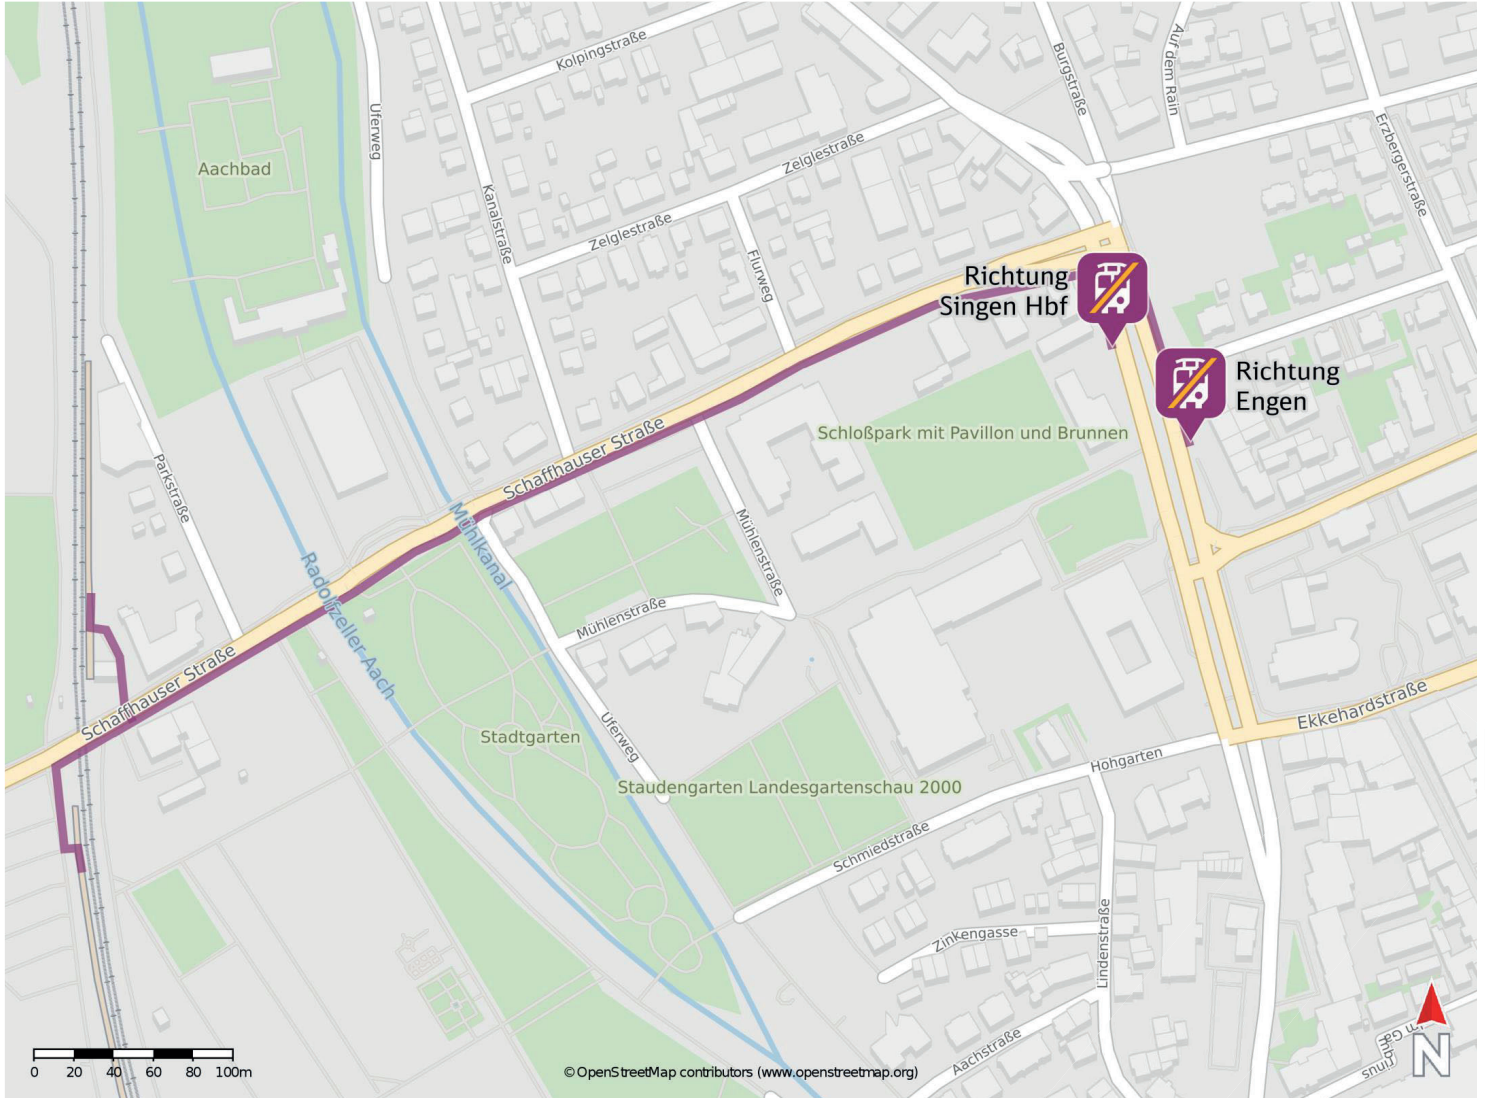 Kolpingstraße
Burgstraße
Auf dem Rain
Uferweg
Erzbergerstraße
Aachbad
Zelglestraße
Kanalstraße
Zelglestraße
Flurweg
Richtung
Singen Hbf
Richtung
Engen
Schloßpark mit Pavillon und Brunnen
Schaffhauser Straße
Parkstraße
Mühlkanal
Mühlenstraße
Radolfzeller Aach
Mühlenstraße
Schaffhauser Straße
Stadtgarten
Uferweg
Ekkehardstraße
Hohgarten
Staudengarten Landesgartenschau 2000
Schmiedstraße
Zinkengasse
Lindenstraße
Aachstraße
N
0 20 40 60 80 100m
©OpenStreetMap contributors (www.openstreetmap.org)